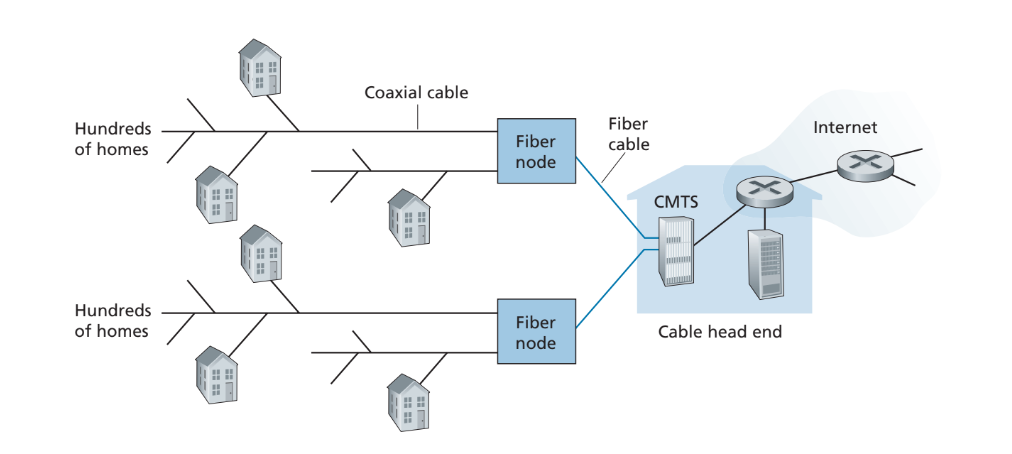 Coaxial cable
Hundreds
of homes
Fiber
node
Fiber
cable
Internet
CMTS
Hundreds
of homes
Fiber
node
Cable head end